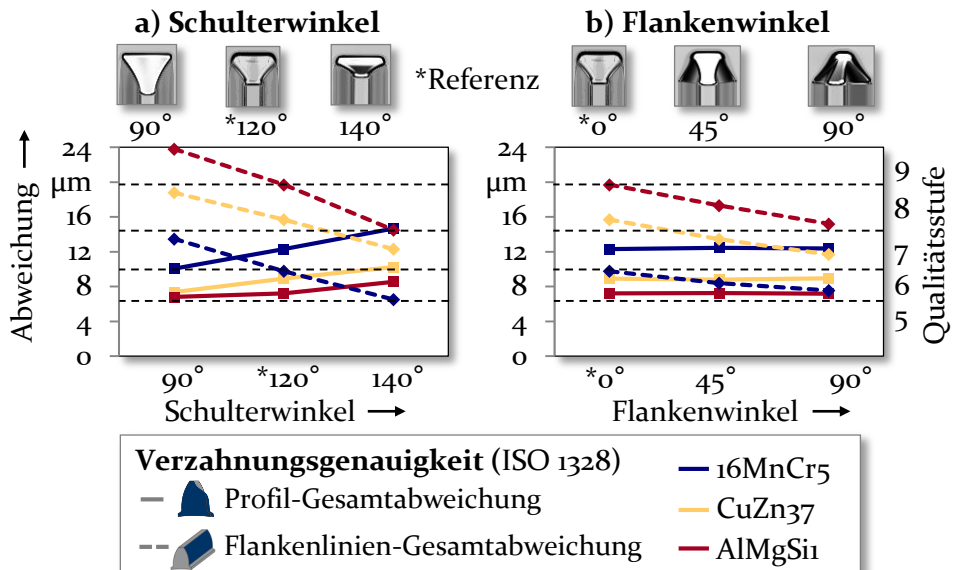 a) Schulterwinkel
b) Flankenwinkel
*Referenz
90° *120° 140°
*0° 45° 90°
Abweichung
24
µm
16
12
8
4
0
9
8
7
6
5
Qualitätsstufe
90° *120° 140°
Schulterwinkel
*0° 45° 90°
Flankenwinkel
Verzahnungsgenauigkeit (ISO 1328)
Profil-Gesamtabweichung
Flankenlinien-Gesamtabweichung
16MnCr5
CuZn37
AlMgSi1